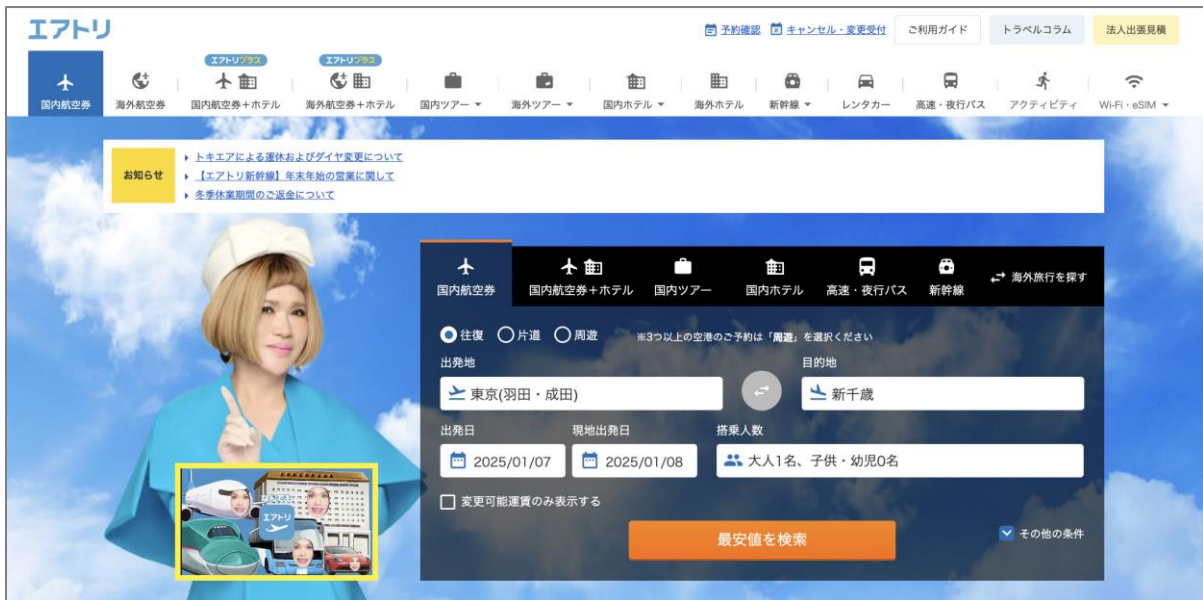 エアトリ
予約確認 キャンセル・変更受付 ご利用ガイド トラベルコラム 法人出張見積
エアトリプラス エアトリプラス
国内航空券 海外航空券 国内航空券+ホテル 海外航空券+ホテル 国内ツアー 海外ツアー 国内ホテル 海外ホテル 新幹線 レンタカー 高速・夜行バス アクティビティ Wi-Fi・eSIM
お知らせ
トキエアによる運休およびダイヤ変更について
【エアトリ新幹線】年末年始の営業に関して
冬季休業期間のご返金について
国内航空券 国内航空券+ホテル 国内ツアー 国内ホテル 高速・夜行バス 新幹線 海外旅行を探す
往復 片道 周遊 ※3つ以上の空港のご予約は「周遊」を選択ください
出発地 目的地
東京(羽田・成田) 新千歳
出発日 現地出発日 搭乗人数
2025/01/07 2025/01/08 大人1名、子供・幼児0名
変更可能運賃のみ表示する
最安値を検索 その他の条件
なんでも
エアトリ